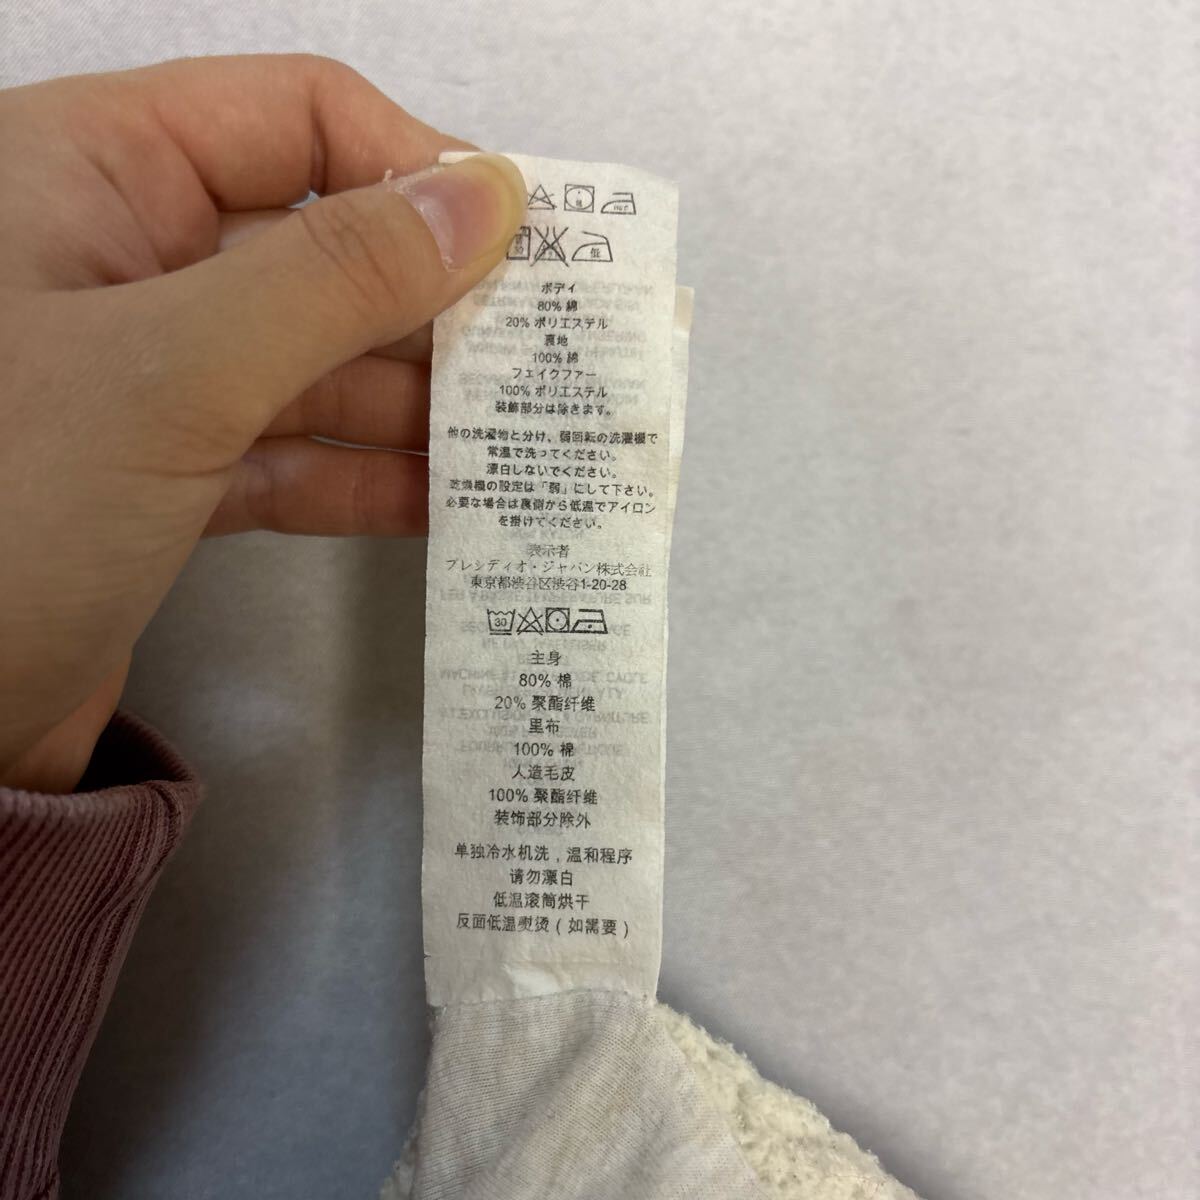 低
30
ボディ
80% 綿
20% ポリエステル
裏地
100% 綿
フェイクファー
100% ポリエステル
装飾部分は除きます。
他の洗濯物と分け、弱回転の洗濯機で
常温で洗ってください。
漂白しないでください。
乾燥機の設定は「弱」にして下さい。
必要な場合は裏側から低温でアイロン
を掛けてください。
表示者
プレシディオ・ジャパン株式会社
東京都渋谷区渋谷1-20-28
30
主身
80% 棉
20% 聚酯纤维
里布
100% 棉
人造毛皮
100% 聚酯纤维
装饰部分除外
单独冷水机洗，温和程序
请勿漂白
低温滚筒烘干
反面低温熨烫（如需要）